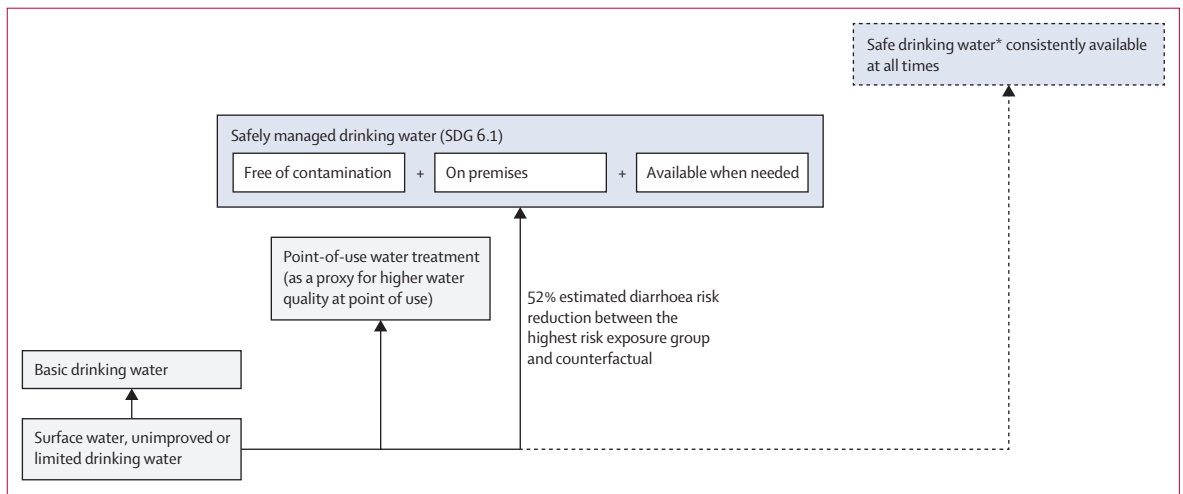 Safe drinking water* consistently available
at all times
Safely managed drinking water (SDG 6.1)
Free of contamination + On premises + Available when needed
Point-of-use water treatment
(as a proxy for higher water
quality at point of use)
52% estimated diarrhoea risk
reduction between the
highest risk exposure group
and counterfactual
Basic drinking water
Surface water, unimproved or
limited drinking water